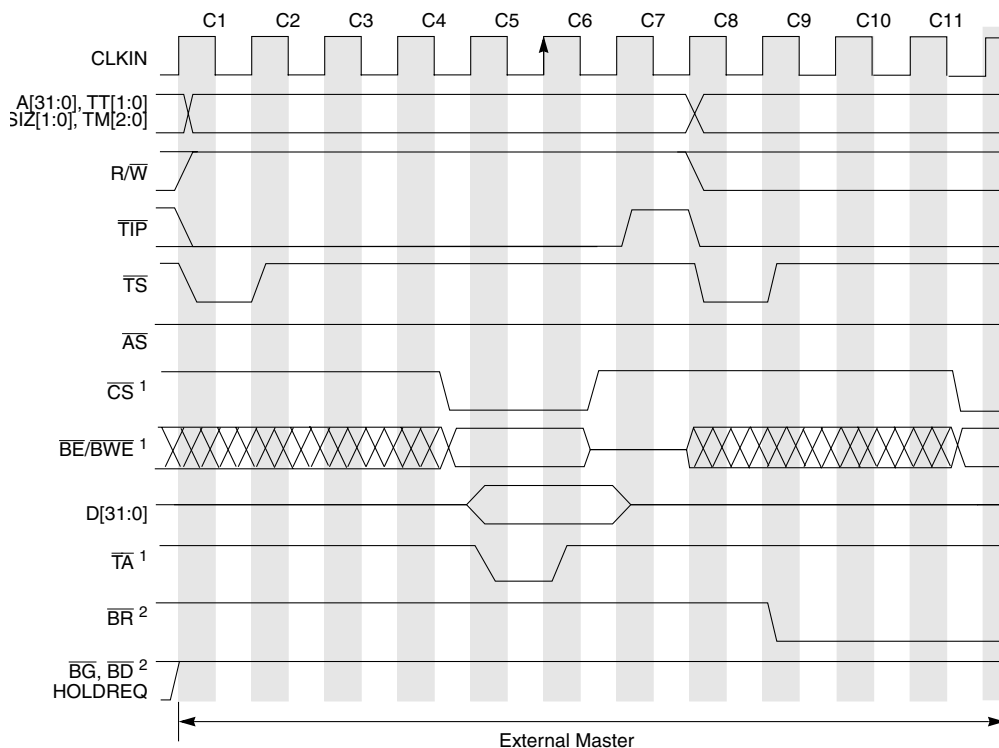 C1 C2 C3 C4 C5 C6 C7 C8 C9 C10 C11
CLKIN
A[31:0], TT[1:0]
SIZ[1:0], TM[2:0]
R/W
TIP
TS
AS
CS 1
BE/BWE 1
D[31:0]
TA 1
BR 2
BG, BD 2
HOLDREQ
External Master